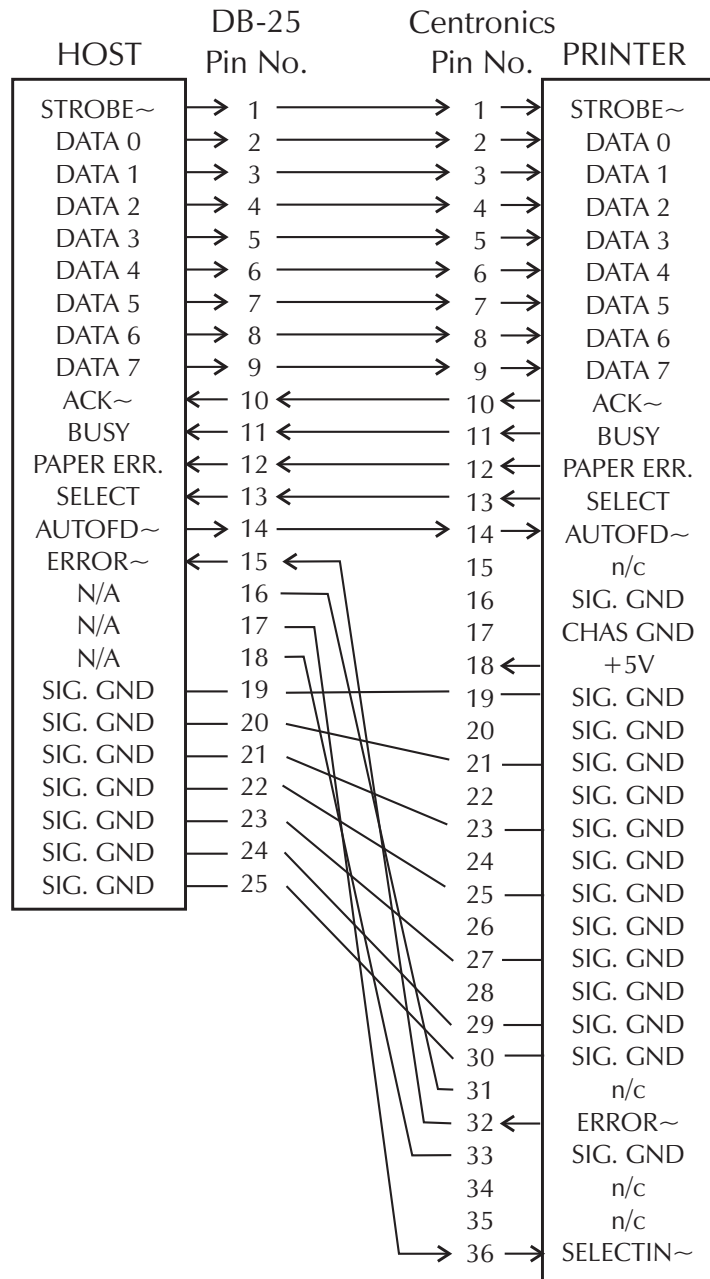 DB-25 Centronics
HOST Pin No. Pin No. PRINTER
STROBE~ 1 1 STROBE~
DATA 0 2 2 DATA 0
DATA 1 3 3 DATA 1
DATA 2 4 4 DATA 2
DATA 3 5 5 DATA 3
DATA 4 6 6 DATA 4
DATA 5 7 7 DATA 5
DATA 6 8 8 DATA 6
DATA 7 9 9 DATA 7
ACK~ 10 10 ACK~
BUSY 11 11 BUSY
PAPER ERR. 12 12 PAPER ERR.
SELECT 13 13 SELECT
AUTOFD~ 14 14 AUTOFD~
ERROR~ 15 15 n/c
N/A 16 16 SIG. GND
N/A 17 17 CHAS GND
N/A 18 18 +5V
SIG. GND 19 19 SIG. GND
SIG. GND 20 20 SIG. GND
SIG. GND 21 21 SIG. GND
SIG. GND 22 22 SIG. GND
SIG. GND 23 23 SIG. GND
SIG. GND 24 24 SIG. GND
SIG. GND 25 25 SIG. GND
26 SIG. GND
27 SIG. GND
28 SIG. GND
29 SIG. GND
30 SIG. GND
31 n/c
32 ERROR~
33 SIG. GND
34 n/c
35 n/c
36 SELECTIN~